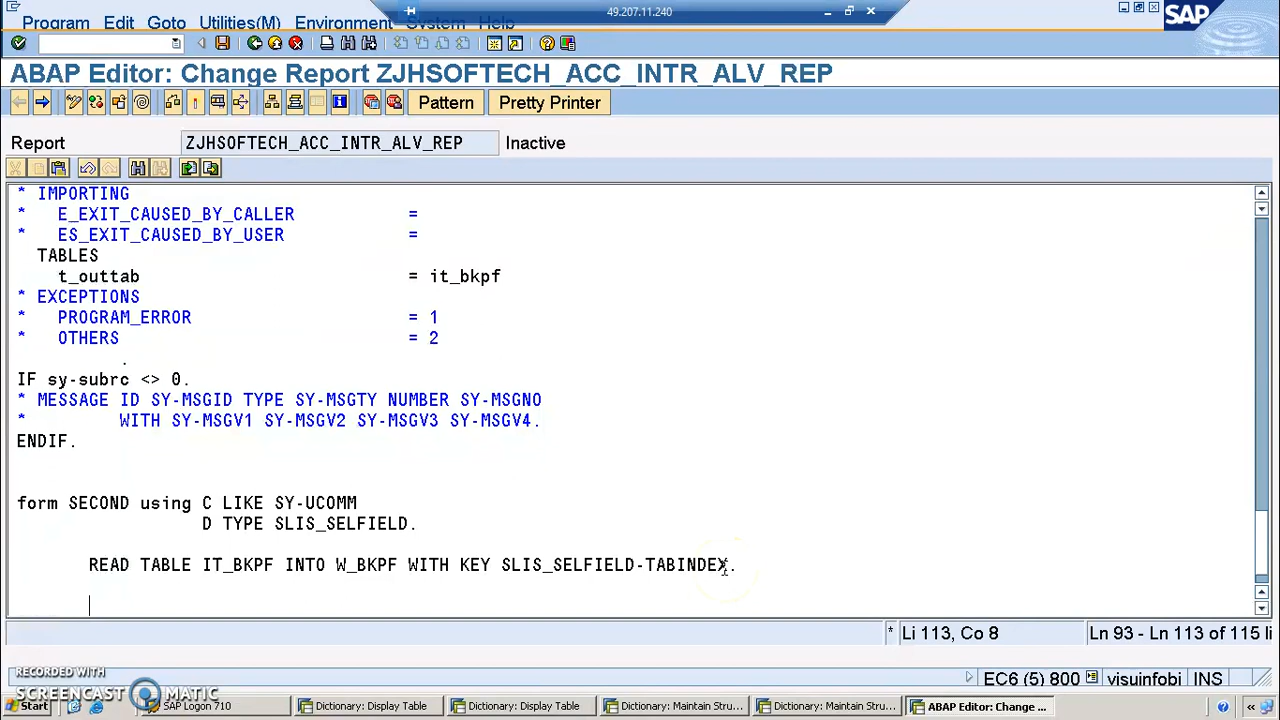 49.207.11.240
Program Edit Goto Utilities(M) Environment System Help
SAP
ABAP Editor: Change Report ZJHSOFTECH_ACC_INTR_ALV_REP
Pattern Pretty Printer
Report ZJHSOFTECH_ACC_INTR_ALV_REP Inactive
* IMPORTING
* E_EXIT_CAUSED_BY_CALLER =
* ES_EXIT_CAUSED_BY_USER =
TABLES
t_outtab = it_bkpf
* EXCEPTIONS
* PROGRAM_ERROR = 1
* OTHERS = 2
.
IF sy-subrc <> 0.
* MESSAGE ID SY-MSGID TYPE SY-MSGTY NUMBER SY-MSGNO
* WITH SY-MSGV1 SY-MSGV2 SY-MSGV3 SY-MSGV4.
ENDIF.
form SECOND using C LIKE SY-UCOMM
D TYPE SLIS_SELFIELD.
READ TABLE IT_BKPF INTO W_BKPF WITH KEY SLIS_SELFIELD-TABINDEX.
* Li 113, Co 8 Ln 93 - Ln 113 of 115 li
RECORDED WITH
SCREENCAST MATIC
EC6 (5) 800 visuinfobi INS
Start SAP Logon 710 Dictionary: Display Table Dictionary: Display Table Dictionary: Maintain Stru... Dictionary: Maintain Stru... ABAP Editor: Change ...